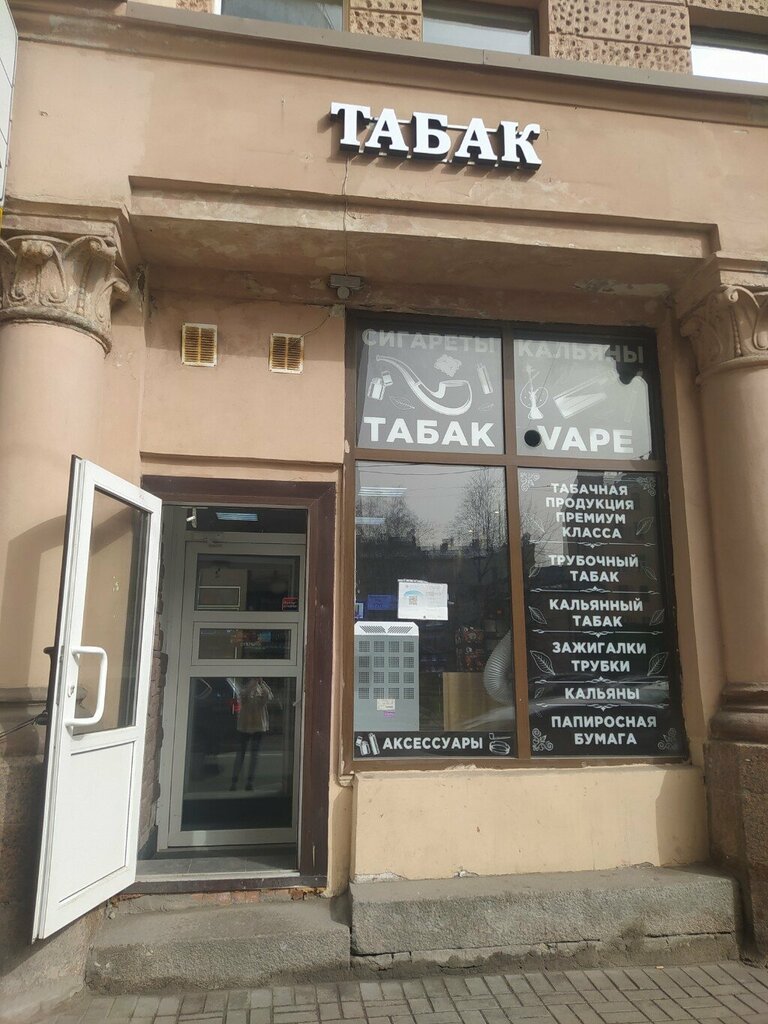 ТАБАК
СИГАРЕТЫ
ТАБАК
КАЛЬЯНЫ
VAPE
ТАБАЧНАЯ
ПРОДУКЦИЯ
ПРЕМИУМ
КЛАССА
ТРУБОЧНЫЙ
ТАБАК
КАЛЬЯННЫЙ
ТАБАК
ЗАЖИГАЛКИ
ТРУБКИ
КАЛЬЯНЫ
ПАПИРОСНАЯ
БУМАГА
АКСЕССУАРЫ